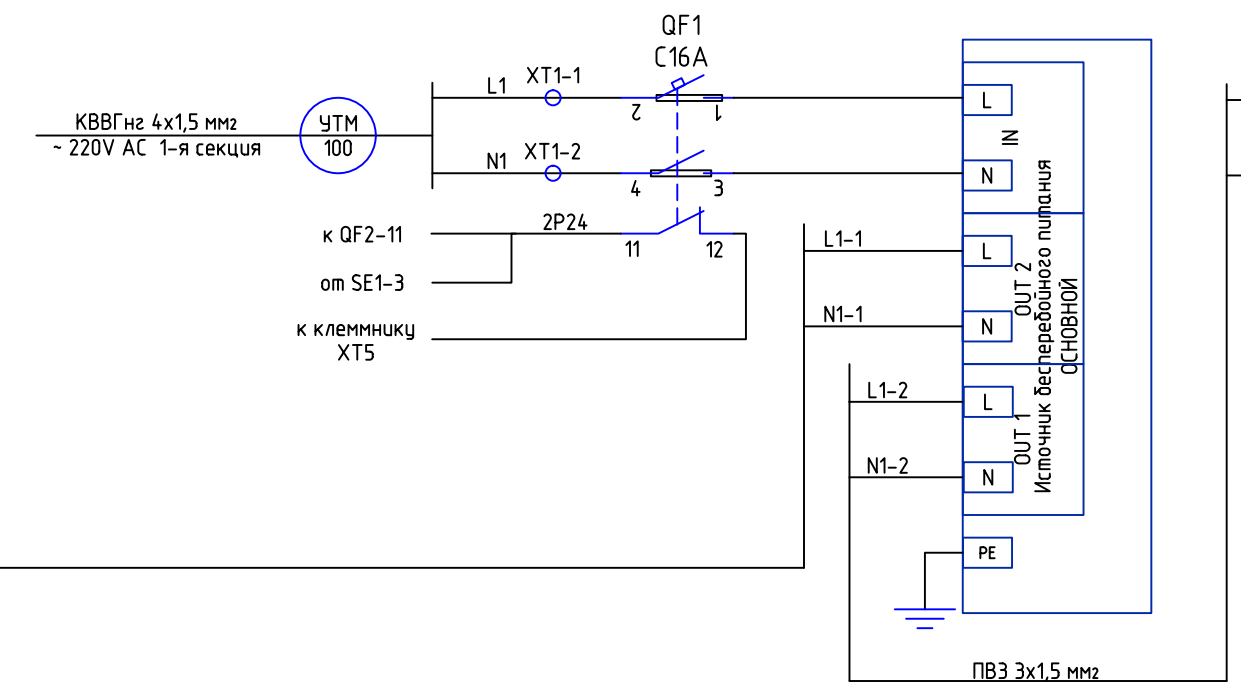 QF1
C16A
L1
XT1-1
2
1
L
КВВГнг 4х1,5 мм2
~ 220V AC 1-я секция
УТМ
100
IN
N1
XT1-2
4
3
N
2P24
к QF2-11
11
12
от SE1-3
к клеммнику
XT5
L1-1
L
N1-1
N
OUT 2
Источник бесперебойного питания
ОСНОВНОЙ
L1-2
L
OUT 1
N1-2
N
PE
ПВ3 3х1,5 мм2